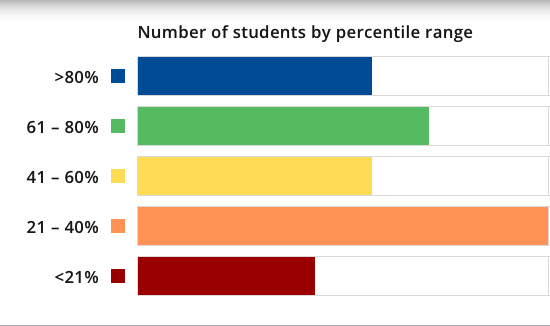 Number of students by percentile range
>80%
61 – 80%
41 – 60%
21 – 40%
<21%